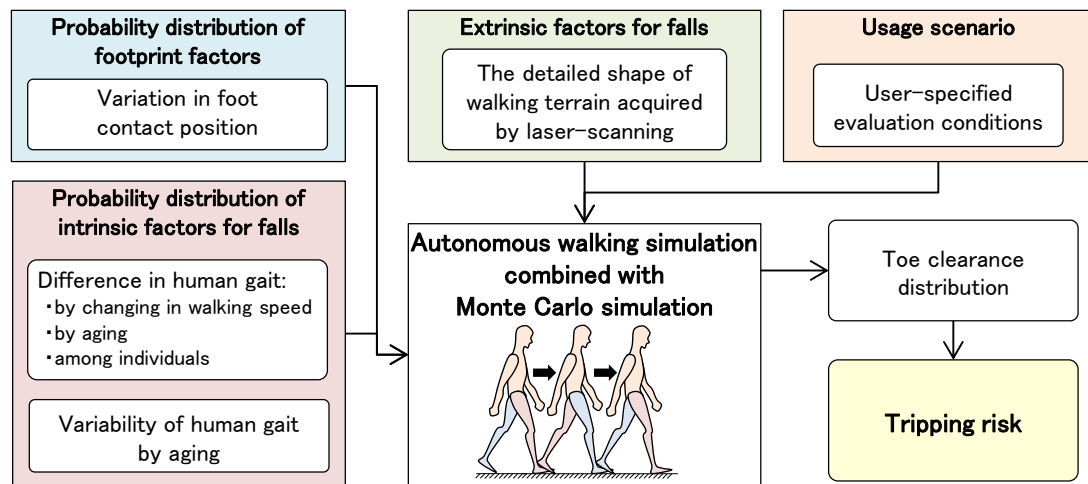 Probability distribution of
footprint factors
Variation in foot
contact position
Extrinsic factors for falls
The detailed shape of
walking terrain acquired
by laser-scanning
Usage scenario
User-specified
evaluation conditions
Probability distribution of
intrinsic factors for falls
Difference in human gait:
・by changing in walking speed
・by aging
・among individuals
Variability of human gait
by aging
Autonomous walking simulation
combined with
Monte Carlo simulation
Toe clearance
distribution
Tripping risk